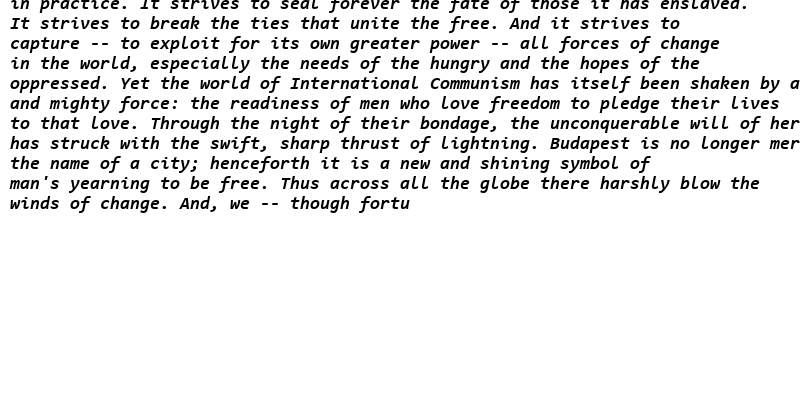 in practice. It strives to seal forever the fate of those it has enslaved.
It strives to break the ties that unite the free. And it strives to
capture -- to exploit for its own greater power -- all forces of change
in the world, especially the needs of the hungry and the hopes of the
oppressed. Yet the world of International Communism has itself been shaken by a
and mighty force: the readiness of men who love freedom to pledge their lives
to that love. Through the night of their bondage, the unconquerable will of her
has struck with the swift, sharp thrust of lightning. Budapest is no longer mer
the name of a city; henceforth it is a new and shining symbol of
man's yearning to be free. Thus across all the globe there harshly blow the
winds of change. And, we -- though fortu